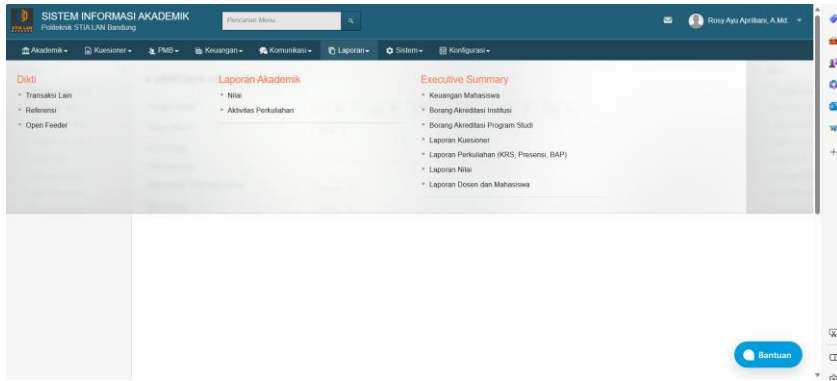 SISTEM INFORMASI AKADEMIK
Politeknik STIA LAN Bandung
Pencarian Menu..
Rosy Ayu Aprilliani, A.Md.
Akademik
Kuesioner
PMB
Keuangan
Komunikasi
Laporan
Sistem
Konfigurasi
Dikti
Transaksi Lain
Referensi
Open Feeder
Laporan Akademik
Nilai
Aktivitas Perkuliahan
Executive Summary
Keuangan Mahasiswa
Borang Akreditasi Institusi
Borang Akreditasi Program Studi
Laporan Kuesioner
Laporan Perkuliahan (KRS, Presensi, BAP)
Laporan Nilai
Laporan Dosen dan Mahasiswa
Bantuan